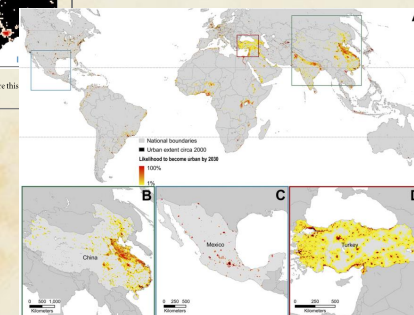 re this
A
National boundaries
Urban extent circa 2000
Likelihood to become urban by 2030
100%
1%
B
China
0 500 1,000
Kilometers
C
Mexico
0 250 500
Kilometers
D
Turkey
0 250 500
Kilometers